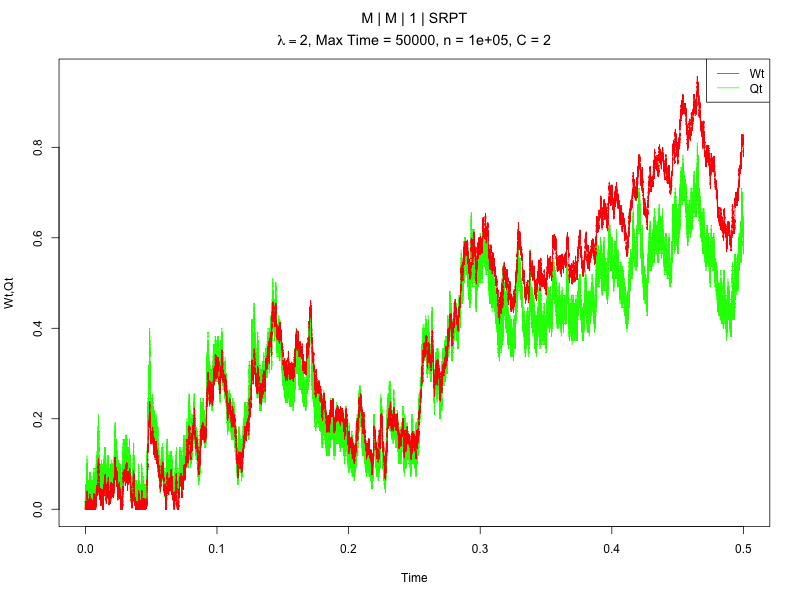 M | M | 1 | SRPT
λ = 2, Max Time = 50000, n = 1e+05, C = 2
Wt
Qt
Wt,Qt
0.8
0.6
0.4
0.2
0.0
0.0 0.1 0.2 0.3 0.4 0.5
Time